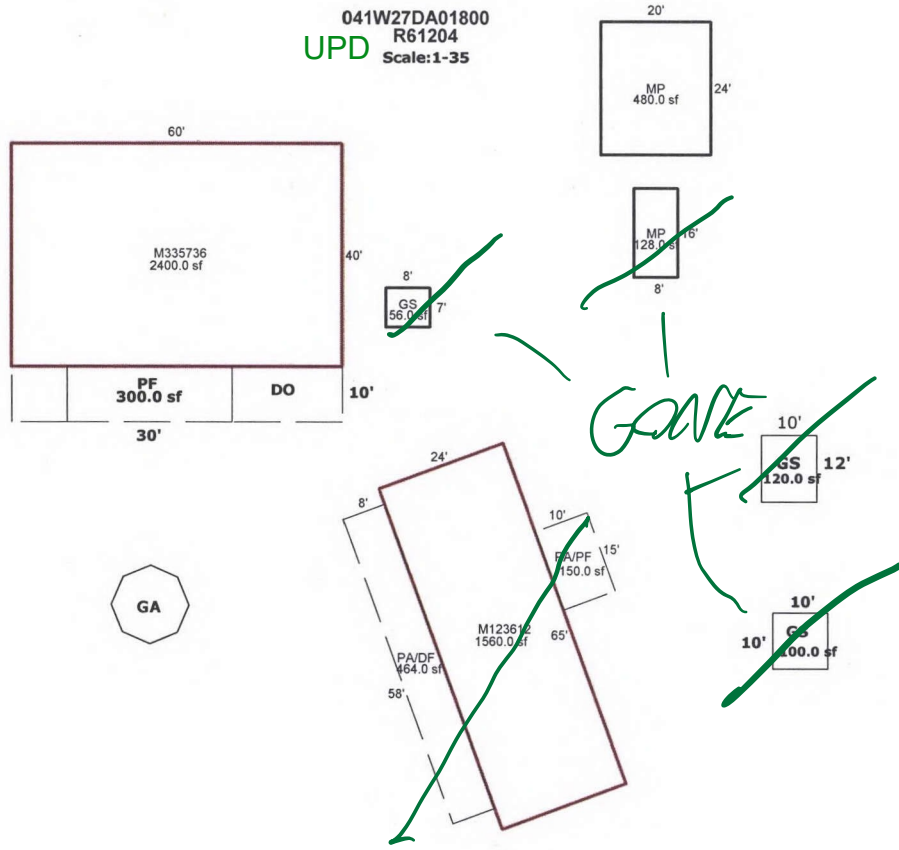 041W27DA01800
R61204
UPD
Scale:1-35
20'
MP
480.0 sf
24'
60'
M335736
2400.0 sf
40'
MP
128.0 sf
16'
8'
8'
GS
56.0 sf
7'
PF
300.0 sf
DO
10'
30'
GONE
10'
GS
120.0 sf
12'
24'
8'
10'
PA/PF
150.0 sf
15'
GA
M123612
1560.0 sf
65'
PA/DF
464.0 sf
58'
10'
GS
100.0 sf
10'